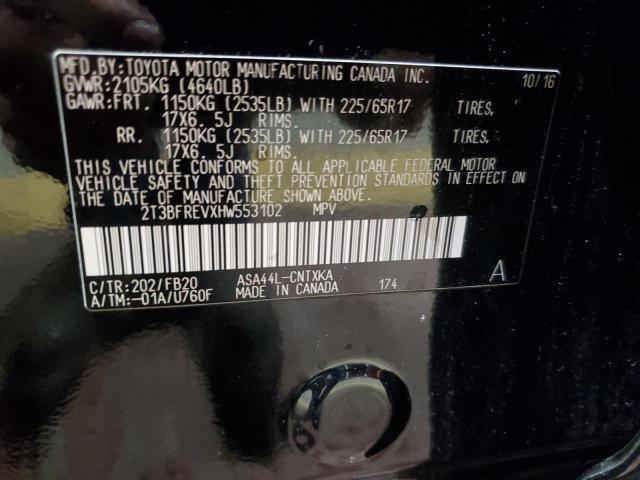 MFD.BY:TOYOTA MOTOR MANUFACTURING CANADA INC. 10/16
GVWR:2105KG (4640LB)
GAWR:FRT. 1150KG (2535LB) WITH 225/65R17 TIRES,
17X6.5J RIMS.
RR. 1150KG (2535LB) WITH 225/65R17 TIRES,
17X6.5J RIMS.
THIS VEHICLE CONFORMS TO ALL APPLICABLE FEDERAL MOTOR
VEHICLE SAFETY AND THEFT PREVENTION STANDARDS IN EFFECT ON
THE DATE OF MANUFACTURE SHOWN ABOVE.
2T3BFREVXHW553102 MPV
C/TR:202/FB20 ASA44L-CNTXKA 174 A
A/TM:-01A/U760F MADE IN CANADA